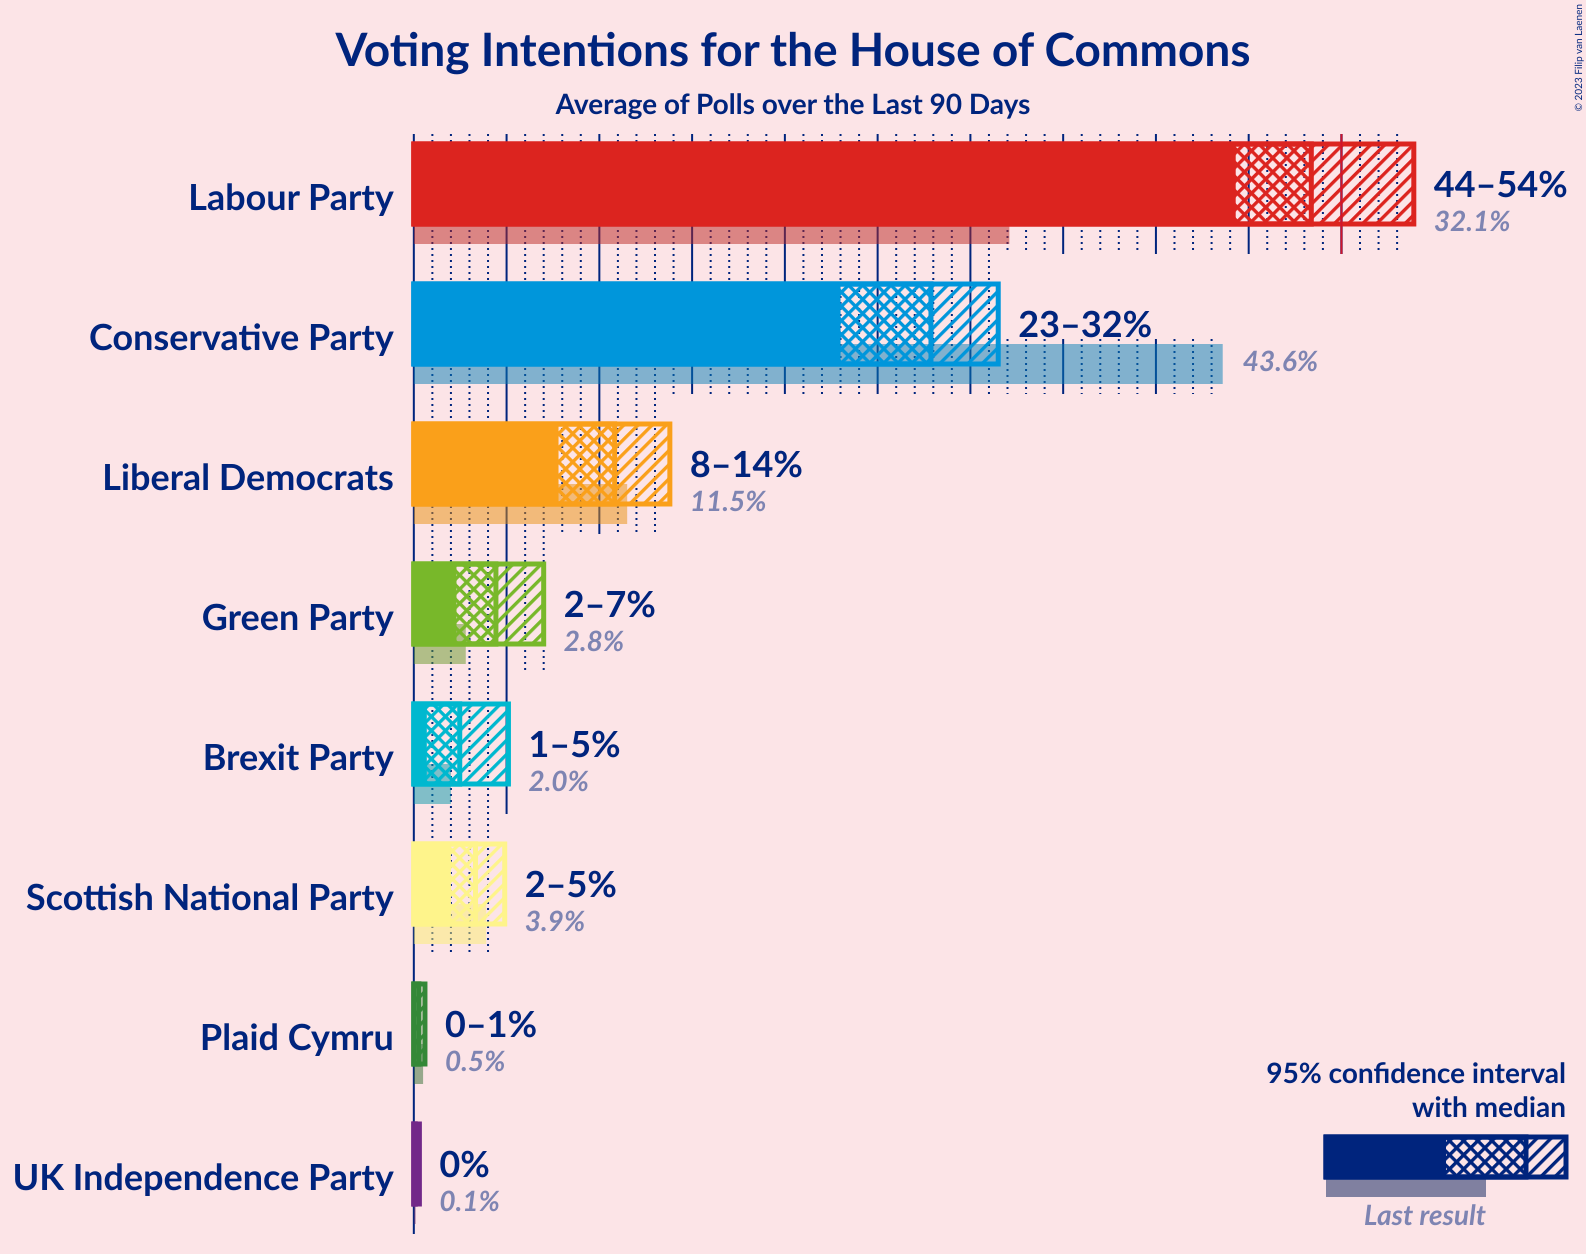 Voting Intentions for the House of Commons
Average of Polls over the Last 90 Days
© 2023 Filip van Laenen
Labour Party
44–54%
32.1%
Conservative Party
23–32%
43.6%
Liberal Democrats
8–14%
11.5%
Green Party
2–7%
2.8%
Brexit Party
1–5%
2.0%
Scottish National Party
2–5%
3.9%
Plaid Cymru
0–1%
0.5%
UK Independence Party
0%
0.1%
95% confidence interval
with median
Last result